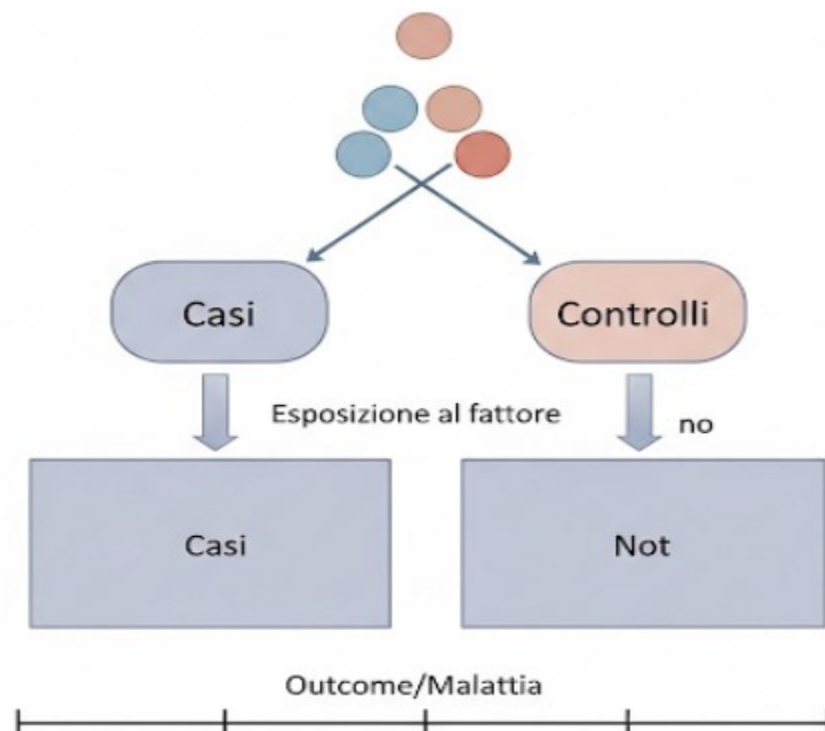 Casi
Controlli
Esposizione al fattore
no
Casi
Not
Outcome/Malattia